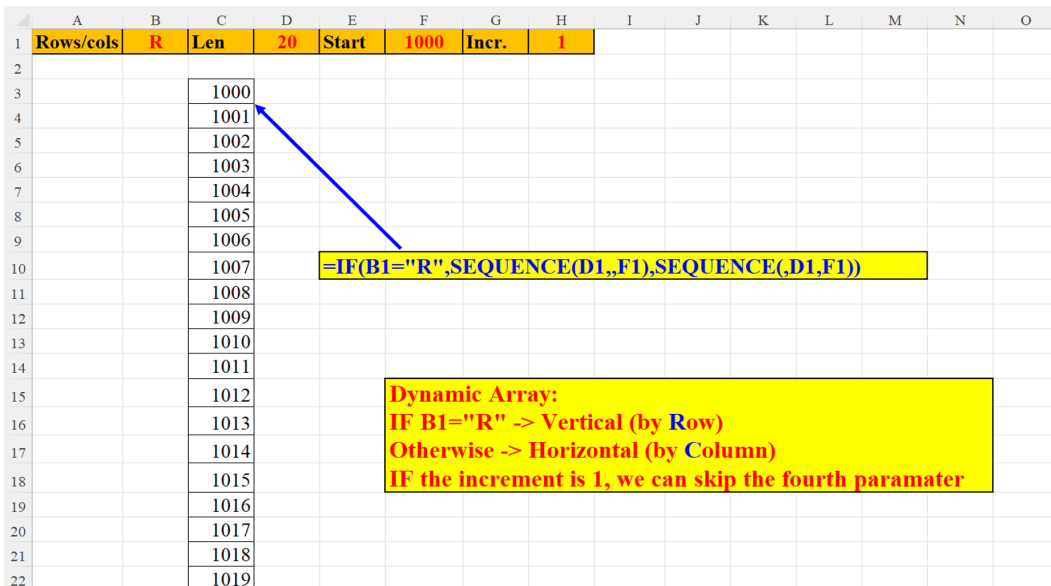 A B C D E F G H I J K L M N O
1 Rows/cols R Len 20 Start 1000 Incr. 1
2
3 1000
4 1001
5 1002
6 1003
7 1004
8 1005
9 1006
10 1007 =IF(B1="R",SEQUENCE(D1,,F1),SEQUENCE(,D1,F1))
11 1008
12 1009
13 1010
14 1011
15 1012 Dynamic Array:
16 1013 IF B1="R" -> Vertical (by Row)
17 1014 Otherwise -> Horizontal (by Column)
18 1015 IF the increment is 1, we can skip the fourth paramater
19 1016
20 1017
21 1018
22 1019